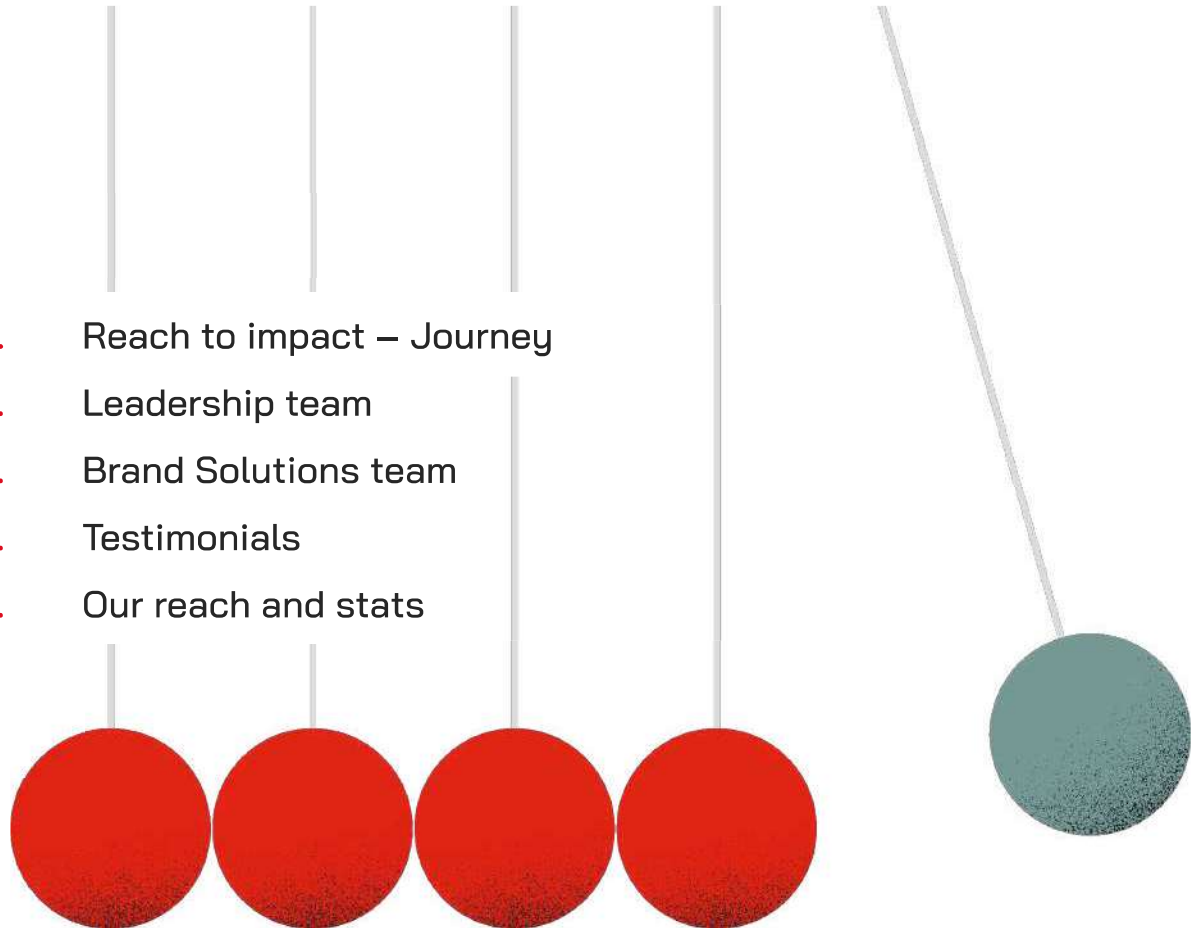 Reach to impact – Journey
Leadership team
Brand Solutions team
Testimonials
Our reach and stats